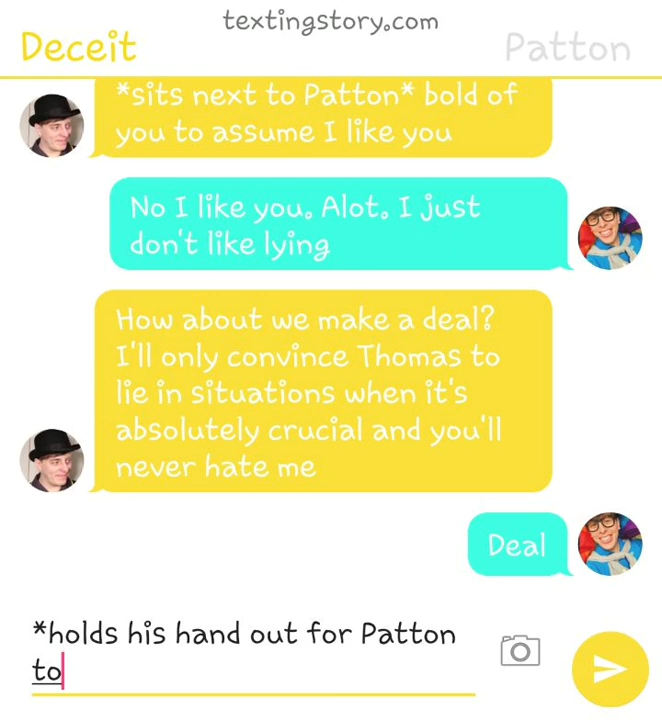 textingstory.com
Deceit
Patton
*sits next to Patton* bold of
you to assume I like you
No I like you. Alot. I just
don't like lying
How about we make a deal?
I'll only convince Thomas to
lie in situations when it's
absolutely crucial and you'll
never hate me
Deal
*holds his hand out for Patton
to